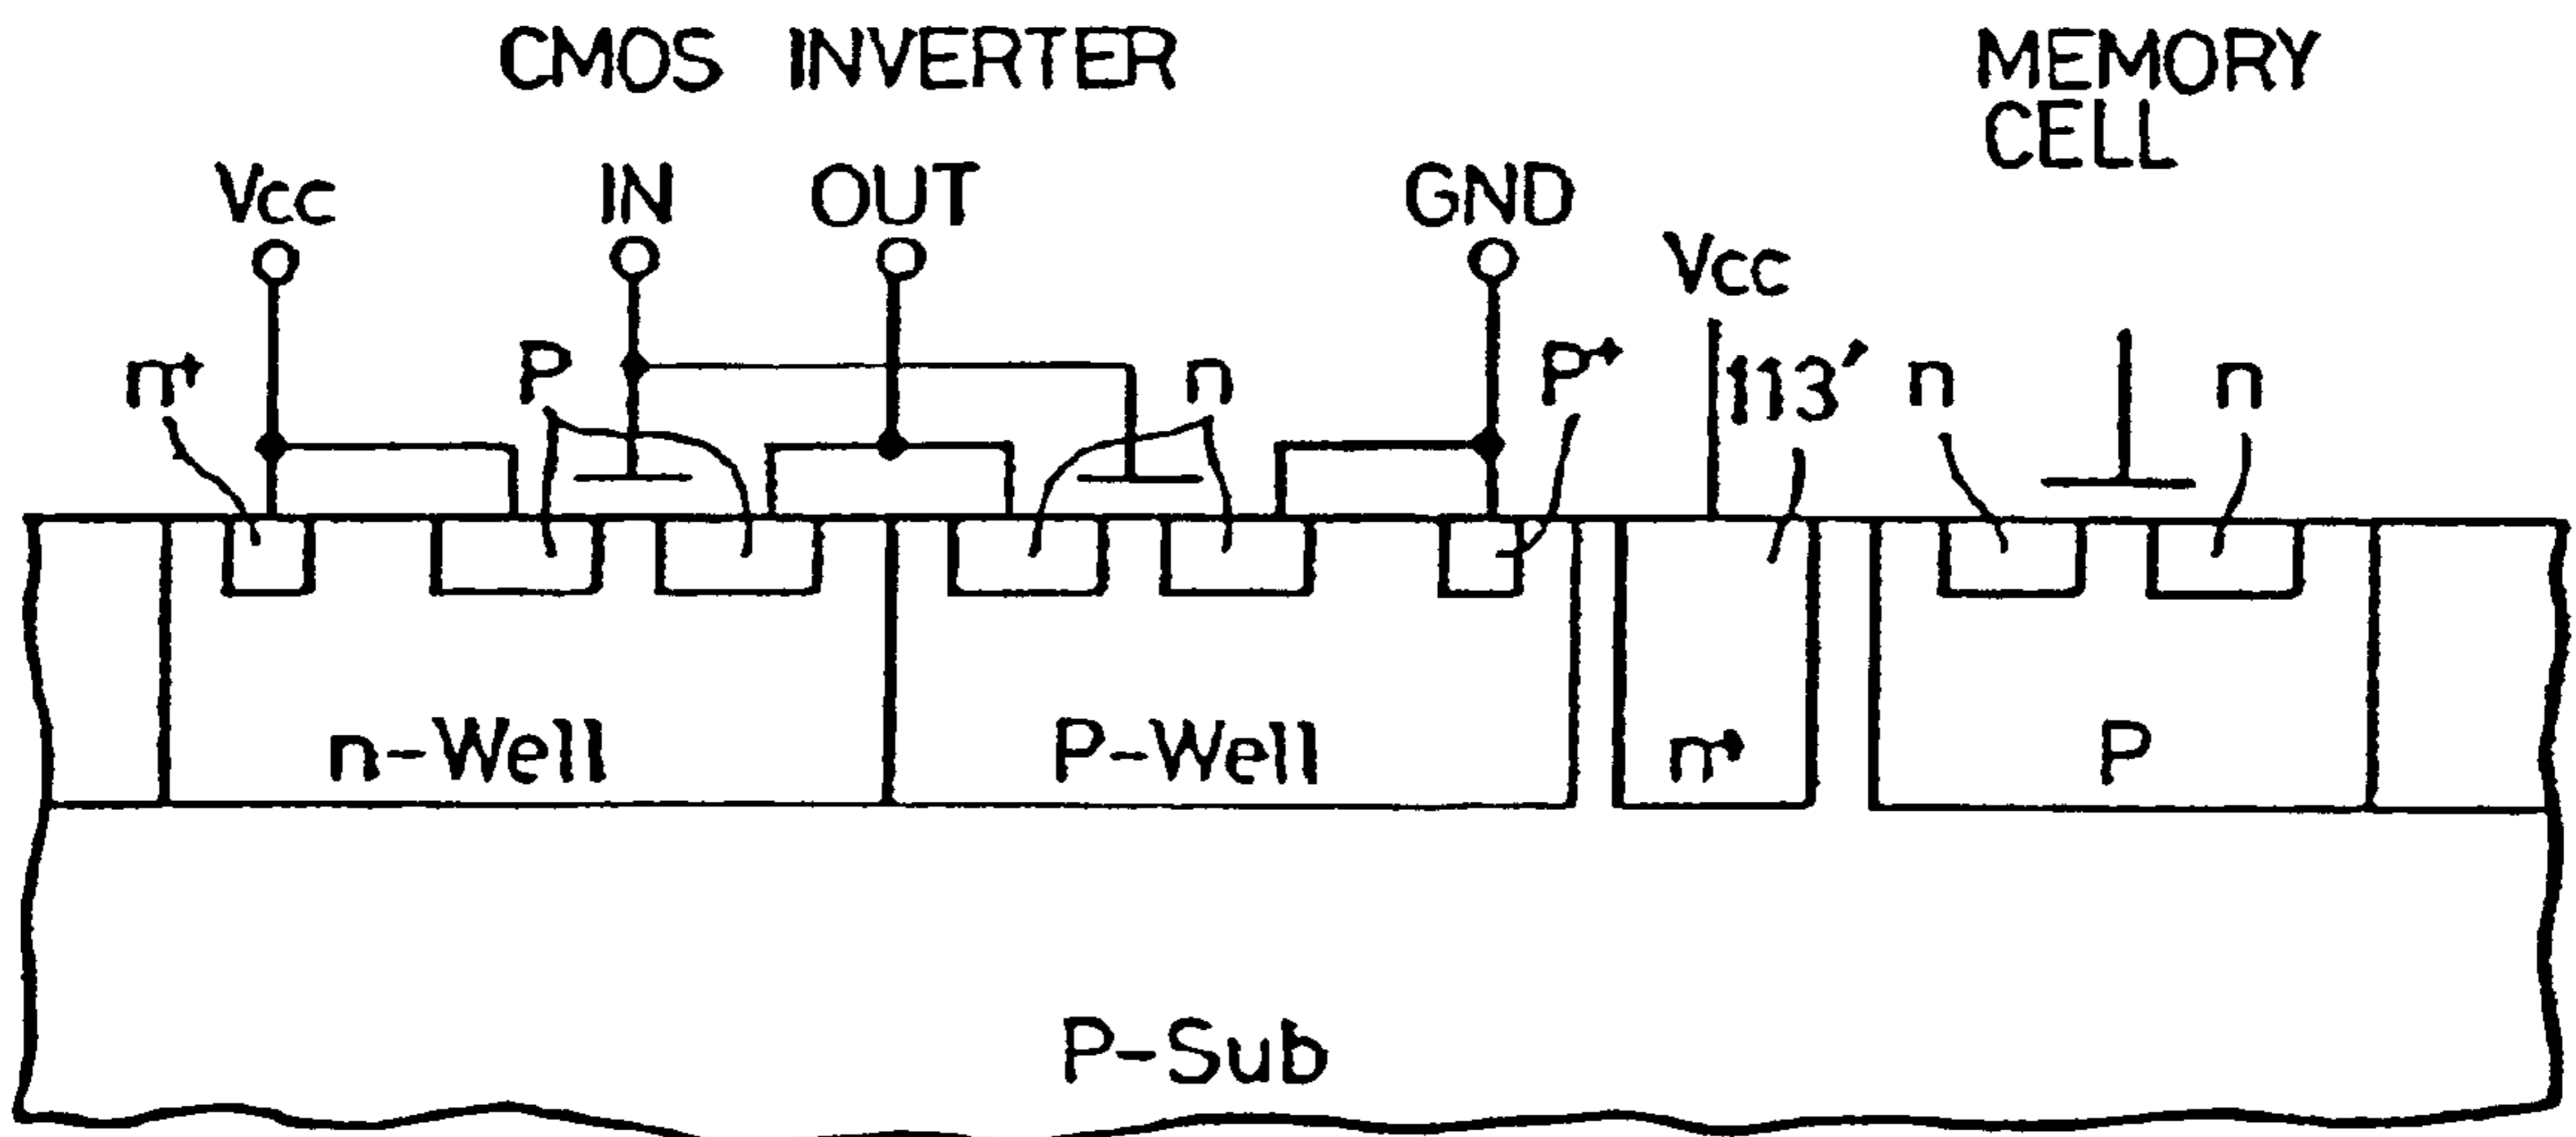 CMOS INVERTER
MEMORY
CELL
Vcc
IN
OUT
GND
Vcc
n+
P
n
P+
113′
n
n
n-Well
P-Well
n+
P
P-Sub